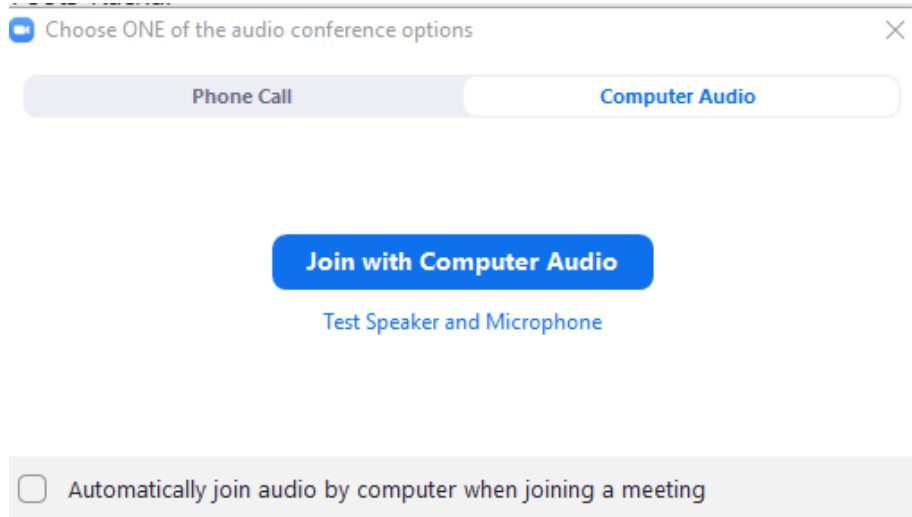 Choose ONE of the audio conference options
Phone Call
Computer Audio
Join with Computer Audio
Test Speaker and Microphone
Automatically join audio by computer when joining a meeting